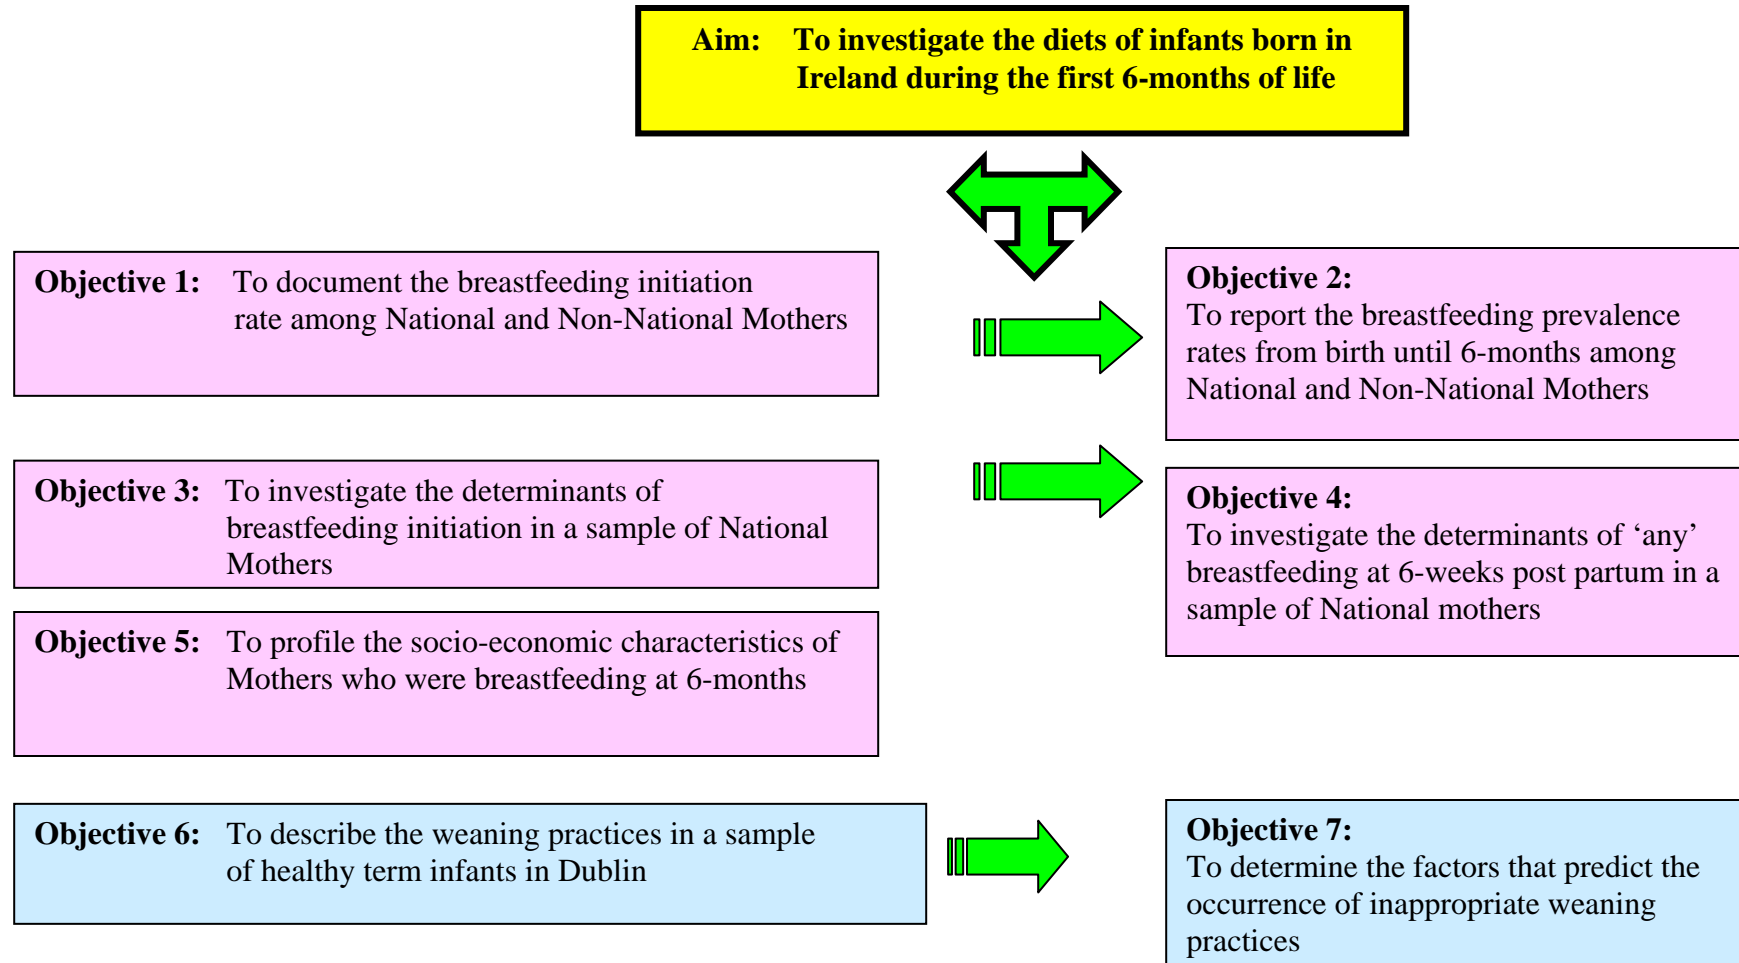 Aim: To investigate the diets of infants born in
Ireland during the first 6-months of life
Objective 1: To document the breastfeeding initiation
rate among National and Non-National Mothers
Objective 2:
To report the breastfeeding prevalence
rates from birth until 6-months among
National and Non-National Mothers
Objective 3: To investigate the determinants of
breastfeeding initiation in a sample of National
Mothers
Objective 4:
To investigate the determinants of ‘any’
breastfeeding at 6-weeks post partum in a
sample of National mothers
Objective 5: To profile the socio-economic characteristics of
Mothers who were breastfeeding at 6-months
Objective 6: To describe the weaning practices in a sample
of healthy term infants in Dublin
Objective 7:
To determine the factors that predict the
occurrence of inappropriate weaning
practices